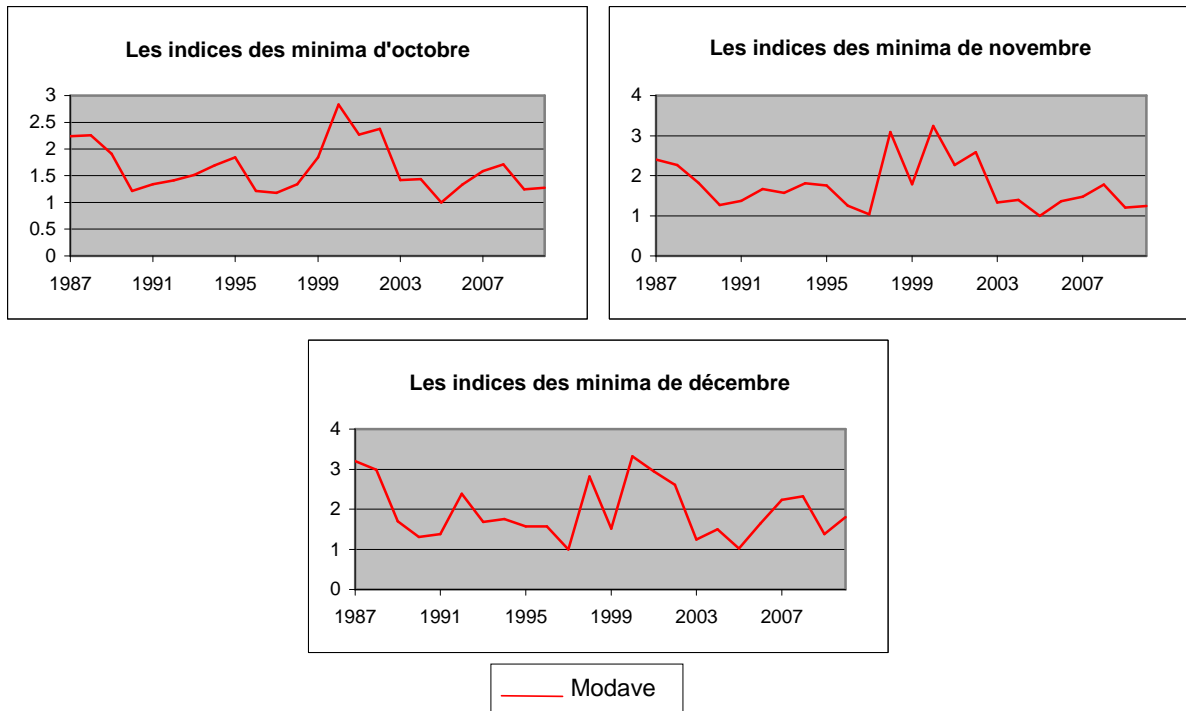 Les indices des minima d'octobre
3
2.5
2
1.5
1
0.5
0
1987 1991 1995 1999 2003 2007
Les indices des minima de novembre
4
3
2
1
0
1987 1991 1995 1999 2003 2007
Les indices des minima de décembre
4
3
2
1
0
1987 1991 1995 1999 2003 2007
Modave